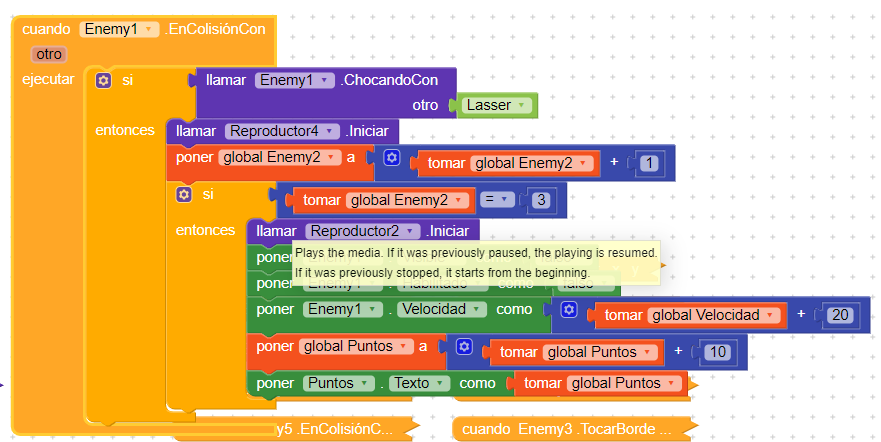 cuando Enemy1 .EnColisiónCon
otro
ejecutar si llamar Enemy1 .ChocandoCon
otro Lasser
entonces llamar Reproductor4 .Iniciar
poner global Enemy2 a tomar global Enemy2 + 1
si tomar global Enemy2 = 3
entonces llamar Reproductor2 .Iniciar
poner
Plays the media. If it was previously paused, the playing is resumed.
If it was previously stopped, it starts from the beginning.
poner Enemy1 . Habilitado como false
poner Enemy1 . Velocidad como tomar global Velocidad + 20
poner global Puntos a tomar global Puntos + 10
poner Puntos . Texto como tomar global Puntos
y5 .EnColisiónC... cuando Enemy3 .TocarBorde ...